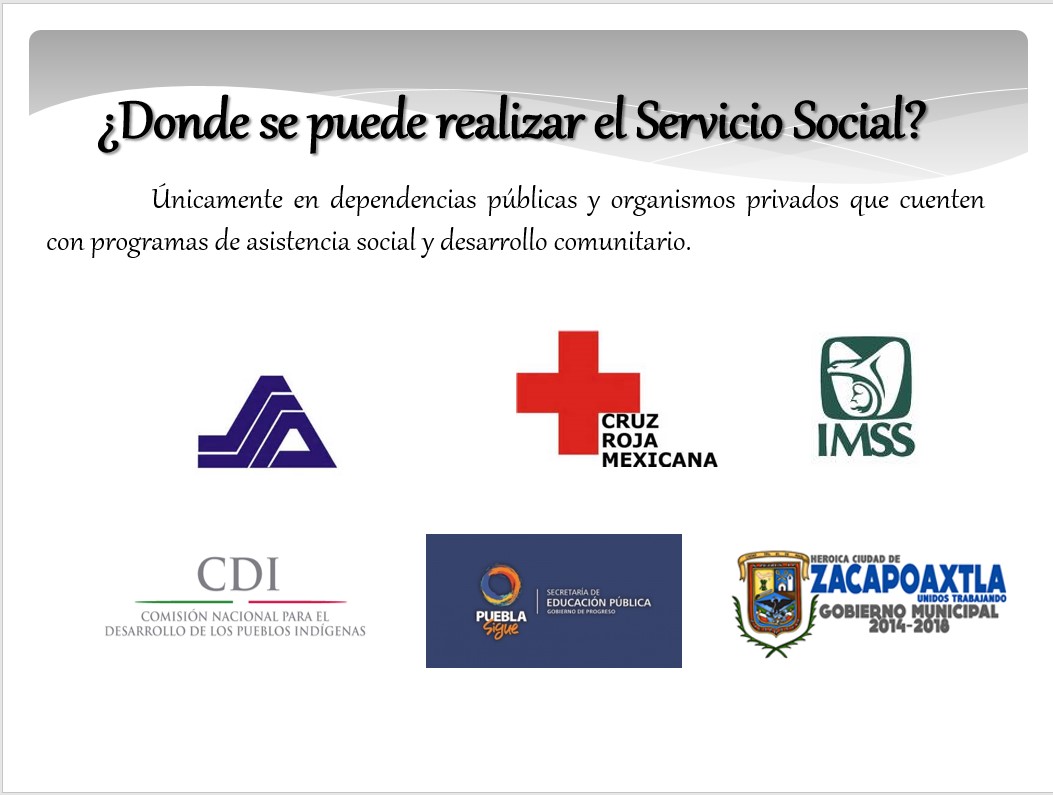 ¿Donde se puede realizar el Servicio Social?
Únicamente en dependencias públicas y organismos privados que cuenten
con programas de asistencia social y desarrollo comunitario.
CRUZ
ROJA
MEXICANA
IMSS
CDI
COMISIÓN NACIONAL PARA EL
DESARROLLO DE LOS PUEBLOS INDÍGENAS
PUEBLA
Sigue
SECRETARÍA DE
EDUCACIÓN PÚBLICA
GOBIERNO DE PROGRESO
HEROICA CIUDAD DE
ZACAPOAXTLA
UNIDOS TRABAJANDO
GOBIERNO MUNICIPAL
2014-2018